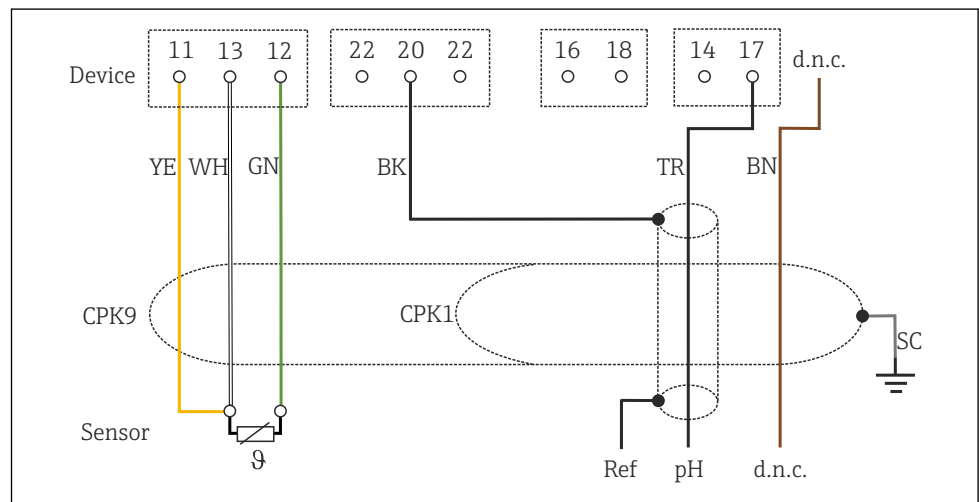 11 13 12 22 20 22 16 18 14 17 d.n.c.
Device
YE WH GN BK TR BN
CPK9 CPK1
SC
Sensor
ϑ
Ref pH d.n.c.